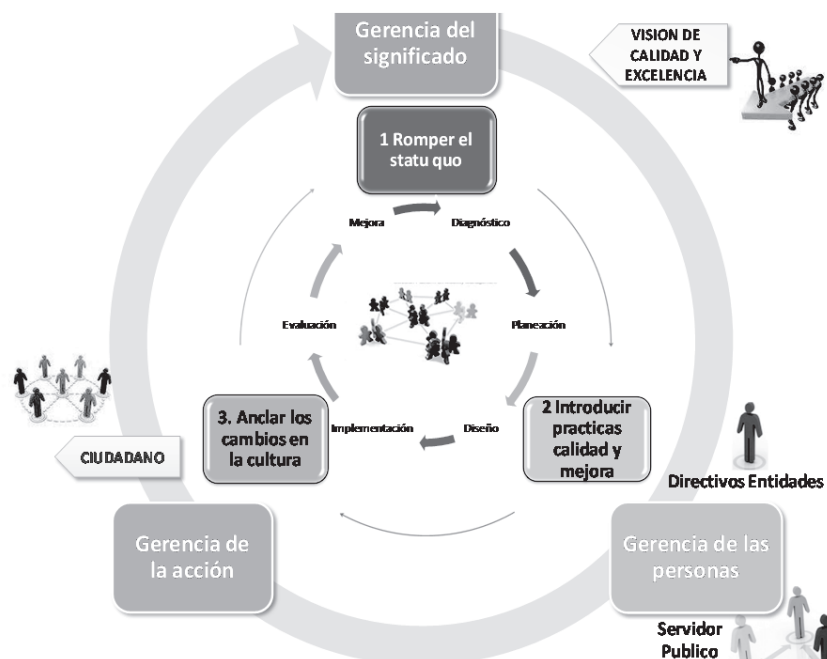 Gerencia del
significado
VISION DE
CALIDAD Y
EXCELENCIA
1 Romper el
statu quo
Mejora
Diagnóstico
Evaluación
Planeación
3. Anclar los
cambios en
la cultura
Implementación
Diseño
2 Introducir
practicas
calidad y
mejora
CIUDADANO
Directivos Entidades
Gerencia de
la acción
Gerencia de las
personas
Servidor
Publico